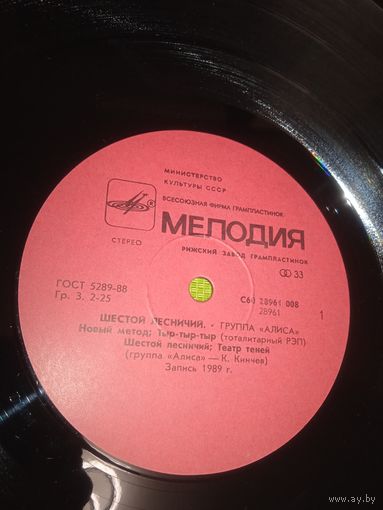 МИНИСТЕРСТВО
КУЛЬТУРЫ СССР
ВСЕСОЮЗНАЯ ФИРМА ГРАМПЛАСТИНОК
®
МЕЛОДИЯ
СТЕРЕО
РИЖСКИЙ ЗАВОД ГРАМПЛАСТИНОК
33
ГОСТ 5289-88
Гр. 3. 2-25
С60 28961 008
28961
1
ШЕСТОЙ ЛЕСНИЧИЙ. • ГРУППА «АЛИСА»
Новый метод; Тыр-тыр-тыр (тоталитарный РЭП)
Шестой лесничий; Театр теней
(группа «Алиса» — К. Кинчев)
Запись 1989 г.
www.ay.by